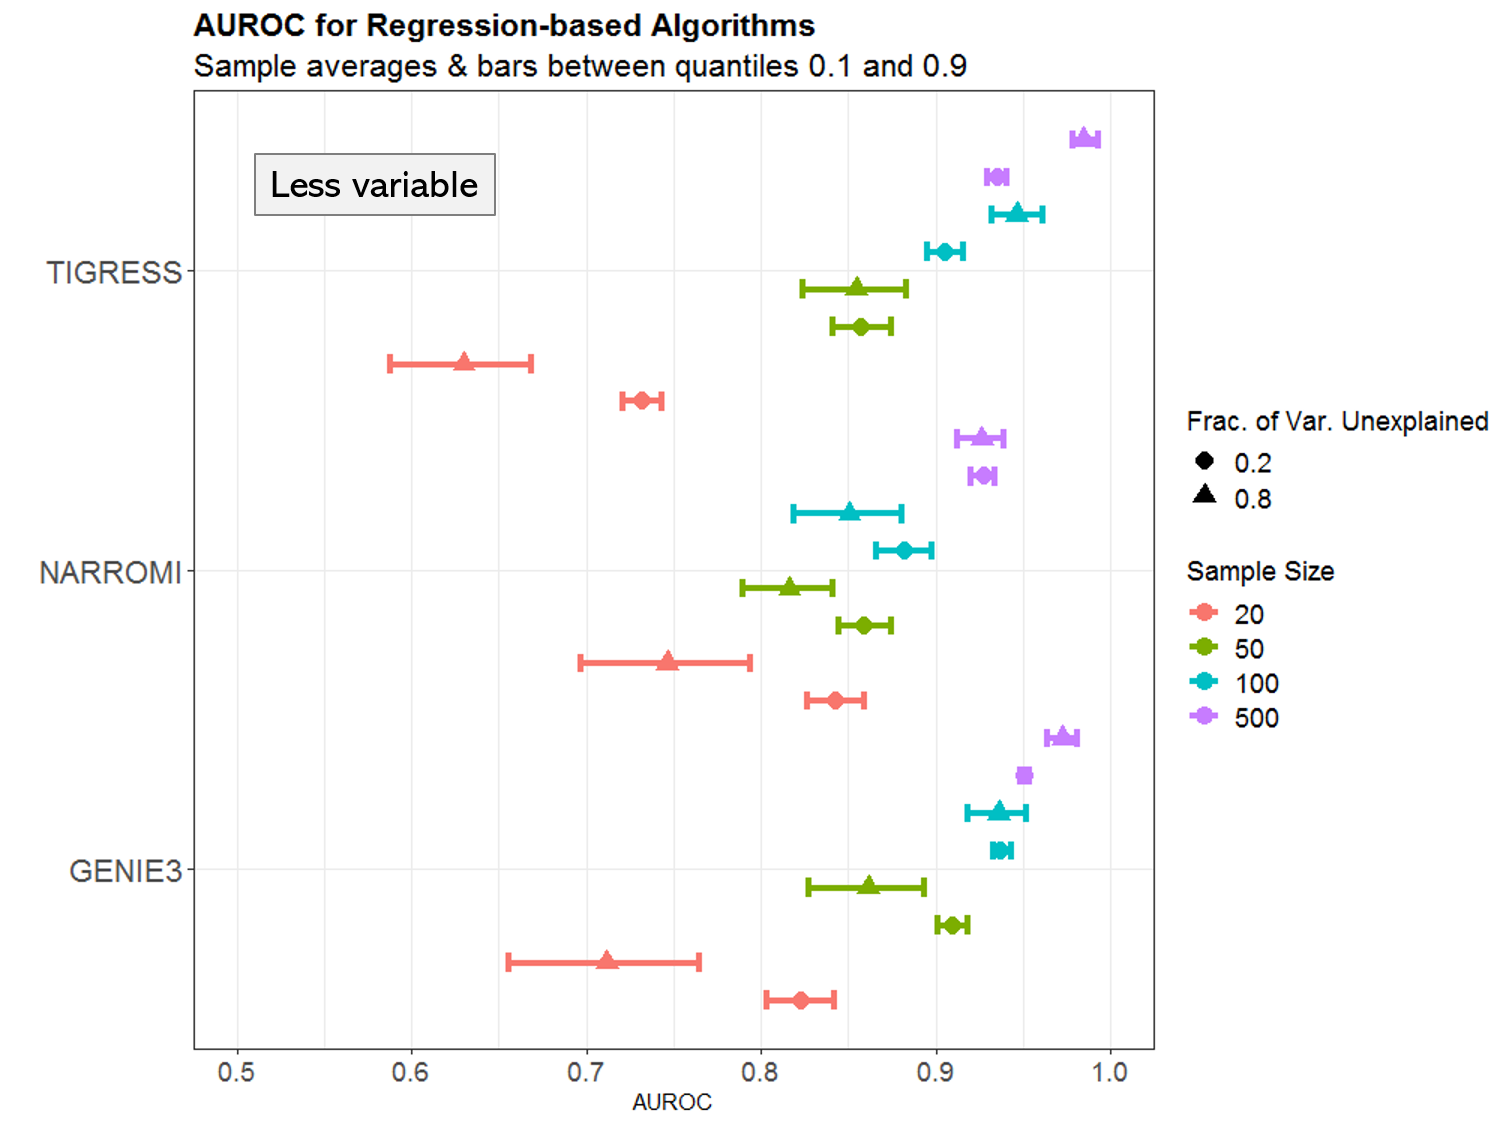 AUROC for Regression-based Algorithms
Sample averages & bars between quantiles 0.1 and 0.9
Less variable
TIGRESS
NARROMI
GENIE3
0.5 0.6 0.7 0.8 0.9 1.0
AUROC
Frac. of Var. Unexplained
0.2
0.8
Sample Size
20
50
100
500